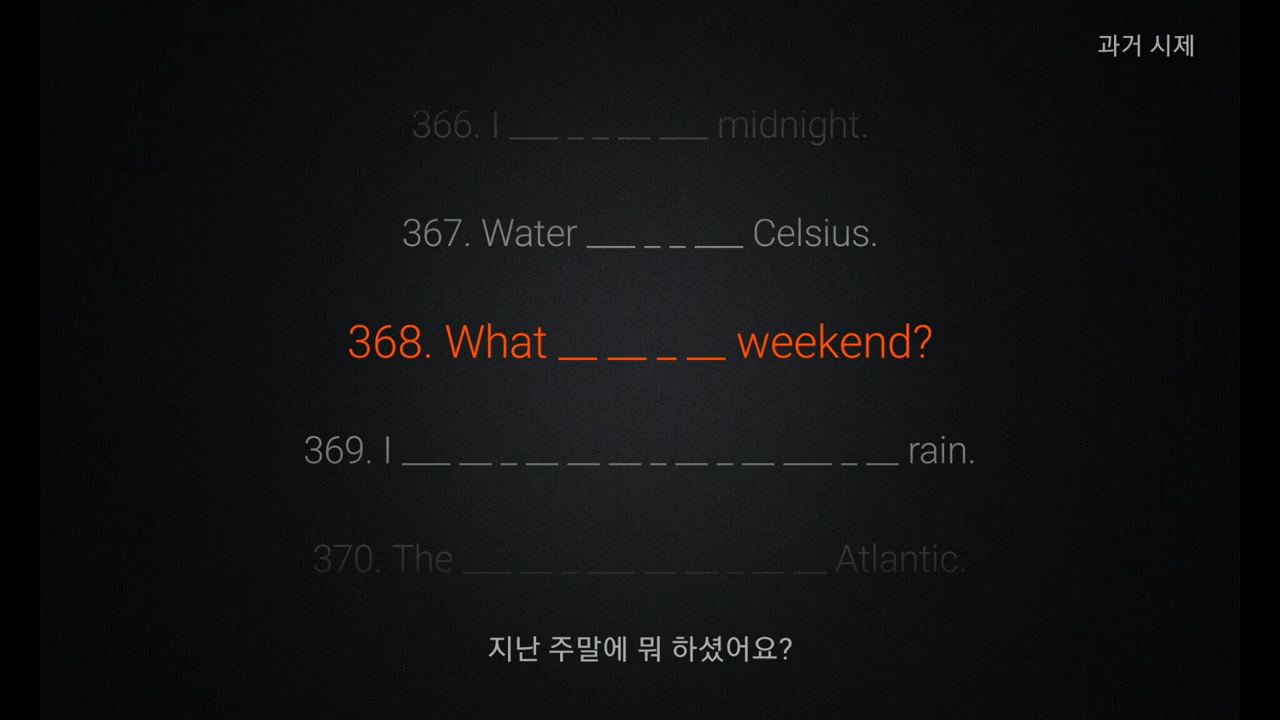 과거 시제
366. I ___ _ _ __ ___ midnight.
367. Water ___ _ _ ___ Celsius.
368. What __ __ _ __ weekend?
369. I ___ __ _ __ __ __ _ __ _ __ ___ _ __ rain.
370. The ___ __ _ ___ __ __ _ __ __ Atlantic.
지난 주말에 뭐 하셨어요?